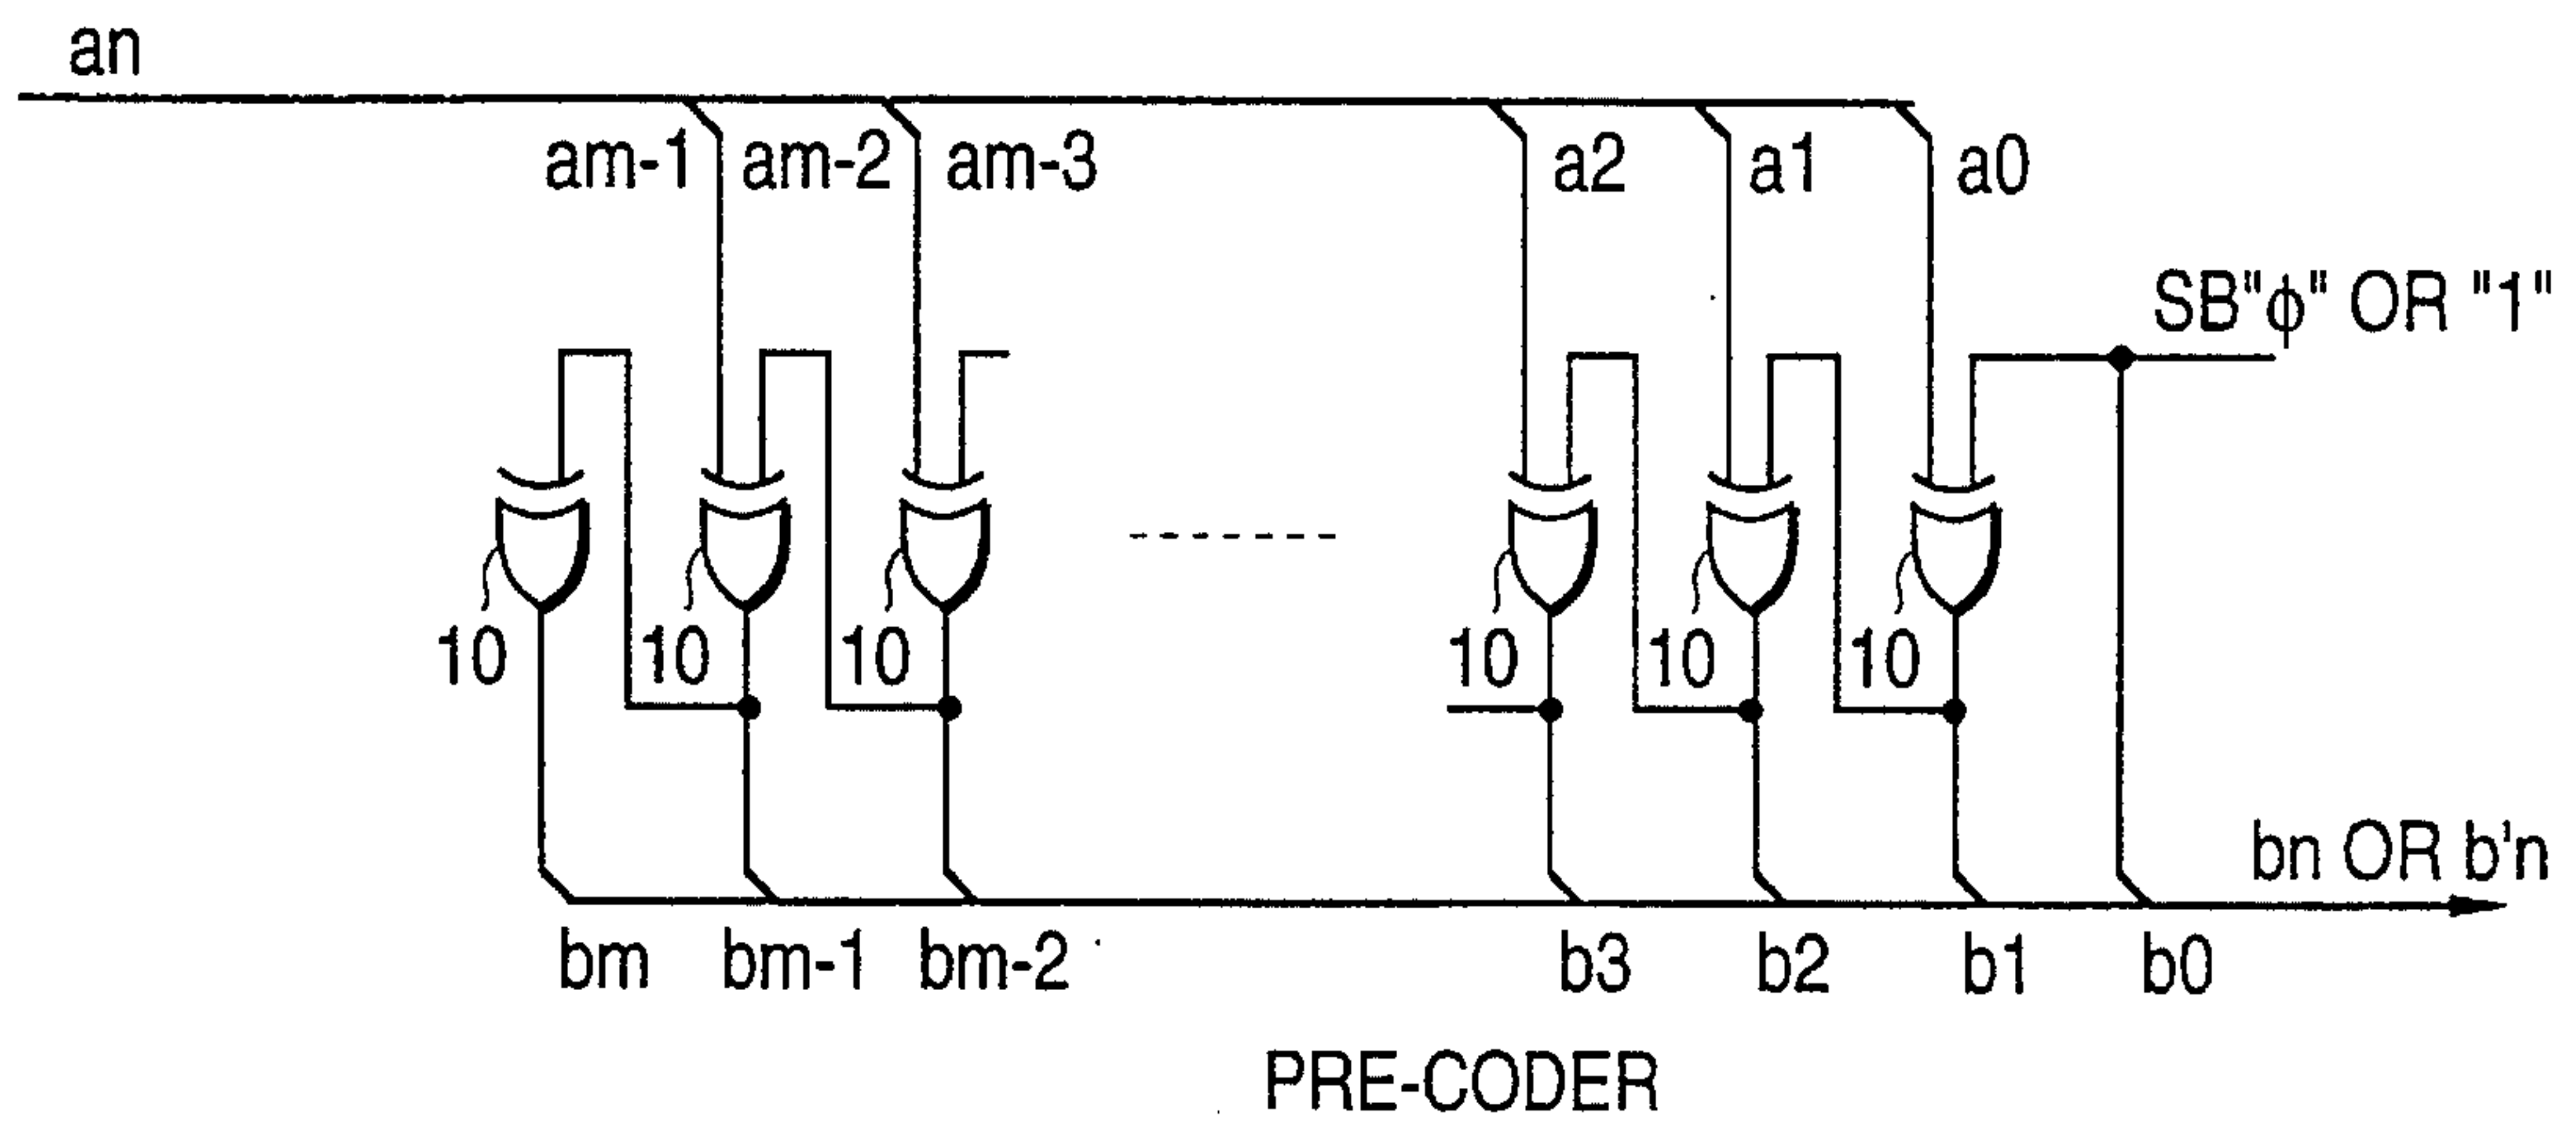 an
am-1 am-2 am-3 a2 a1 a0
SB"ϕ" OR "1"
10 10 10 10 10 10
bn OR b'n
bm bm-1 bm-2 b3 b2 b1 b0
PRE-CODER